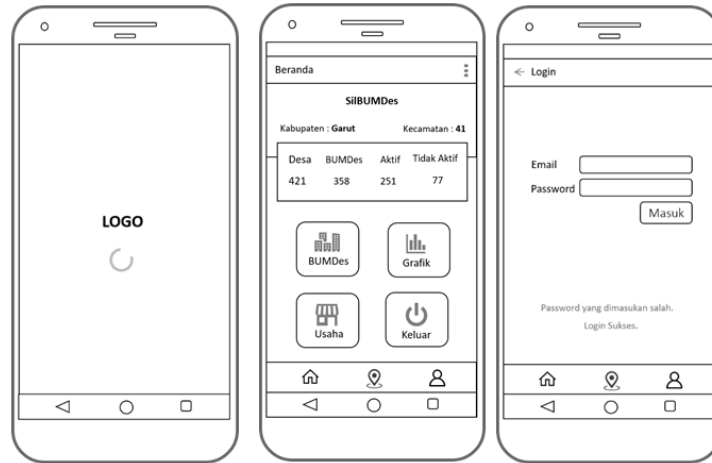 LOGO
Beranda
SilBUMDes
Kabupaten : Garut Kecamatan : 41
Desa BUMDes Aktif Tidak Aktif
421 358 251 77
BUMDes Grafik
Usaha Keluar
Login
Email
Password
Masuk
Password yang dimasukan salah.
Login Sukses.